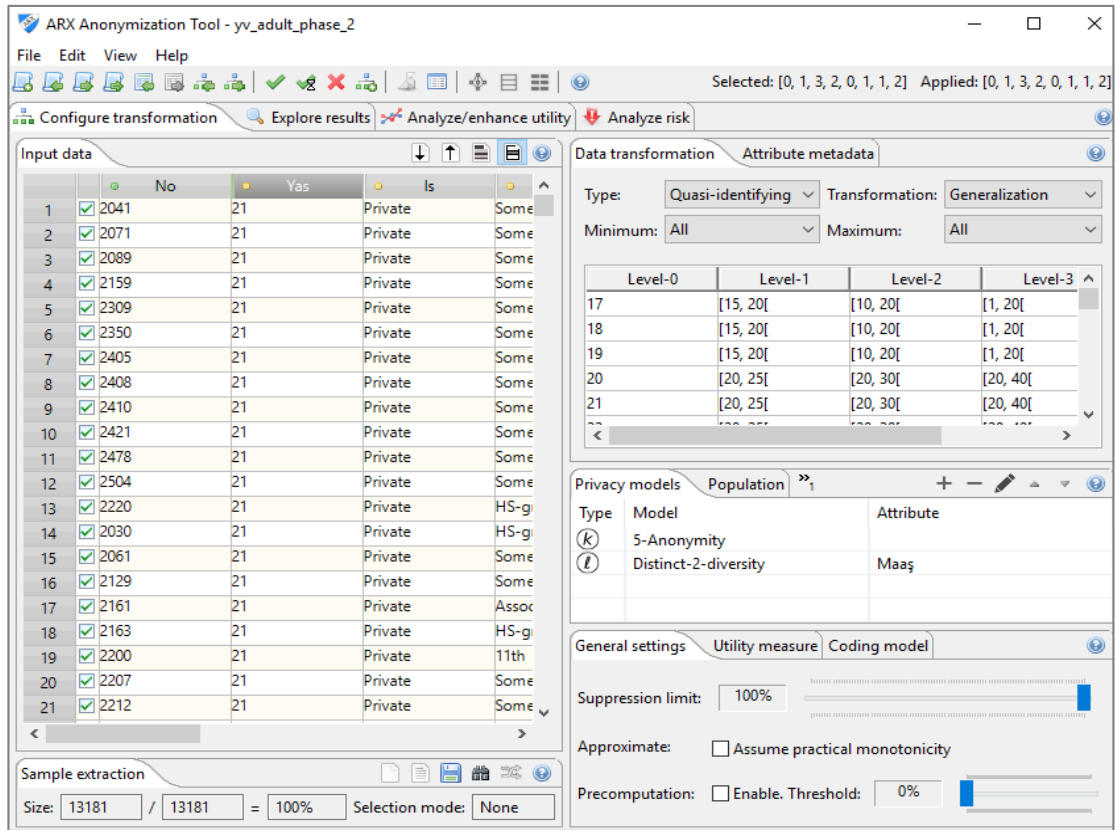 ARX Anonymization Tool - yv_adult_phase_2
File Edit View Help
Selected: [0, 1, 3, 2, 0, 1, 1, 2] Applied: [0, 1, 3, 2, 0, 1, 1, 2]
Configure transformation Explore results Analyze/enhance utility Analyze risk
Input data
No Yas Is
1 2041 21 Private Some
2 2071 21 Private Some
3 2089 21 Private Some
4 2159 21 Private Some
5 2309 21 Private Some
6 2350 21 Private Some
7 2405 21 Private Some
8 2408 21 Private Some
9 2410 21 Private Some
10 2421 21 Private Some
11 2478 21 Private Some
12 2504 21 Private Some
13 2220 21 Private HS-g
14 2030 21 Private HS-g
15 2061 21 Private Some
16 2129 21 Private Some
17 2161 21 Private Assoc
18 2163 21 Private HS-g
19 2200 21 Private 11th
20 2207 21 Private Some
21 2212 21 Private Some
Sample extraction
Size: 13181 / 13181 = 100% Selection mode: None
Data transformation Attribute metadata
Type: Quasi-identifying Transformation: Generalization
Minimum: All Maximum: All
Level-0 Level-1 Level-2 Level-3
17 [15, 20[ [10, 20[ [1, 20[
18 [15, 20[ [10, 20[ [1, 20[
19 [15, 20[ [10, 20[ [1, 20[
20 [20, 25[ [20, 30[ [20, 40[
21 [20, 25[ [20, 30[ [20, 40[
Privacy models Population »1
Type Model Attribute
k 5-Anonymity
ℓ Distinct-2-diversity Maaş
General settings Utility measure Coding model
Suppression limit: 100%
Approximate: Assume practical monotonicity
Precomputation: Enable. Threshold: 0%